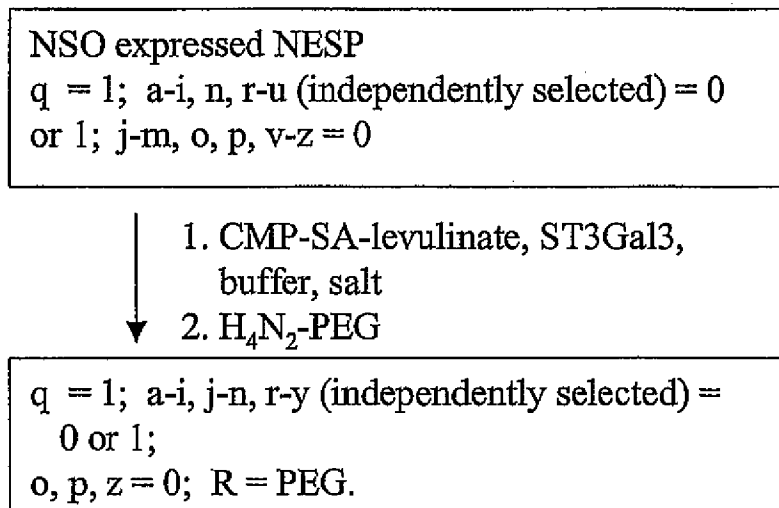 NSO expressed NESP
q = 1; a-i, n, r-u (independently selected) = 0
or 1; j-m, o, p, v-z = 0
1. CMP-SA-levulinate, ST3Gal3,
buffer, salt
2. H₄N₂-PEG
q = 1; a-i, j-n, r-y (independently selected) =
0 or 1;
o, p, z = 0; R = PEG.